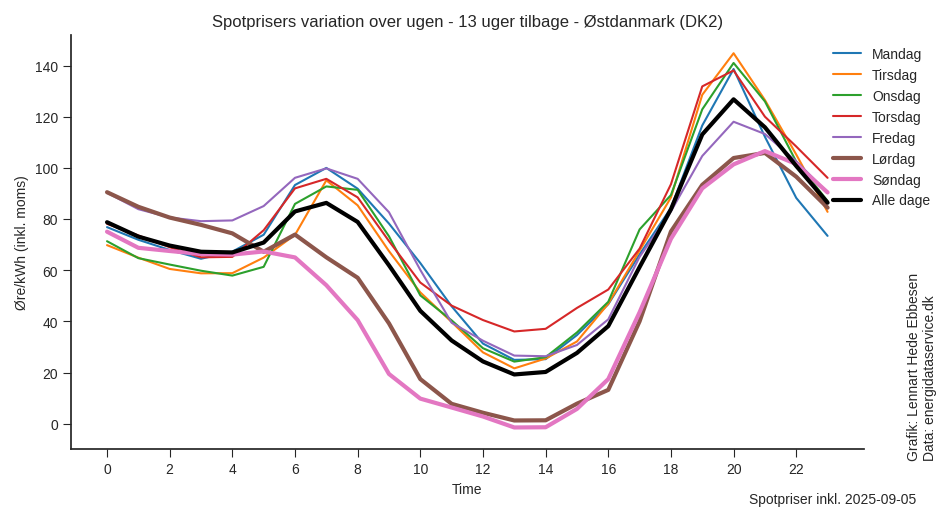 Spotprisers variation over ugen - 13 uger tilbage - Østdanmark (DK2)
Øre/kWh (inkl. moms)
140
120
100
80
60
40
20
0
0 2 4 6 8 10 12 14 16 18 20 22
Time
Mandag
Tirsdag
Onsdag
Torsdag
Fredag
Lørdag
Søndag
Alle dage
Grafik: Lennart Hede Ebbesen
Data: energidataservice.dk
Spotpriser inkl. 2025-09-05